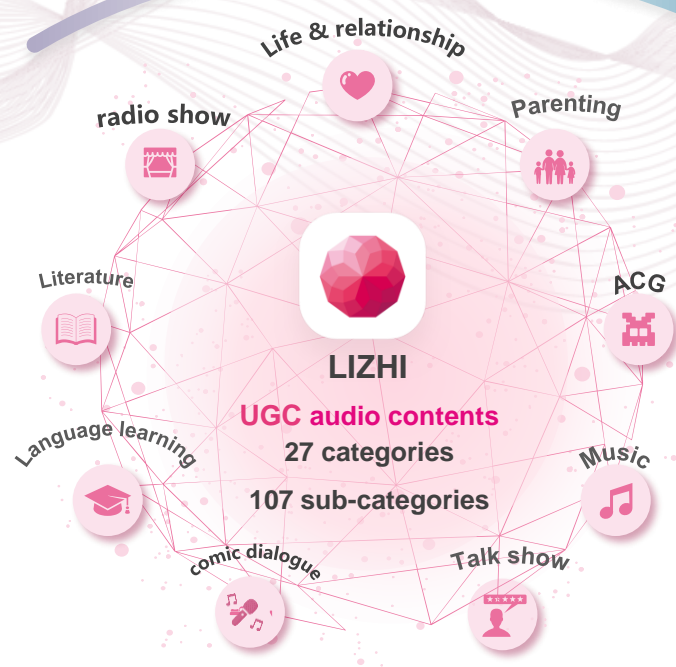 Life & relationship
radio show
Parenting
Literature
ACG
LIZHI
UGC audio contents
27 categories
107 sub-categories
Language learning
Music
comic dialogue
Talk show